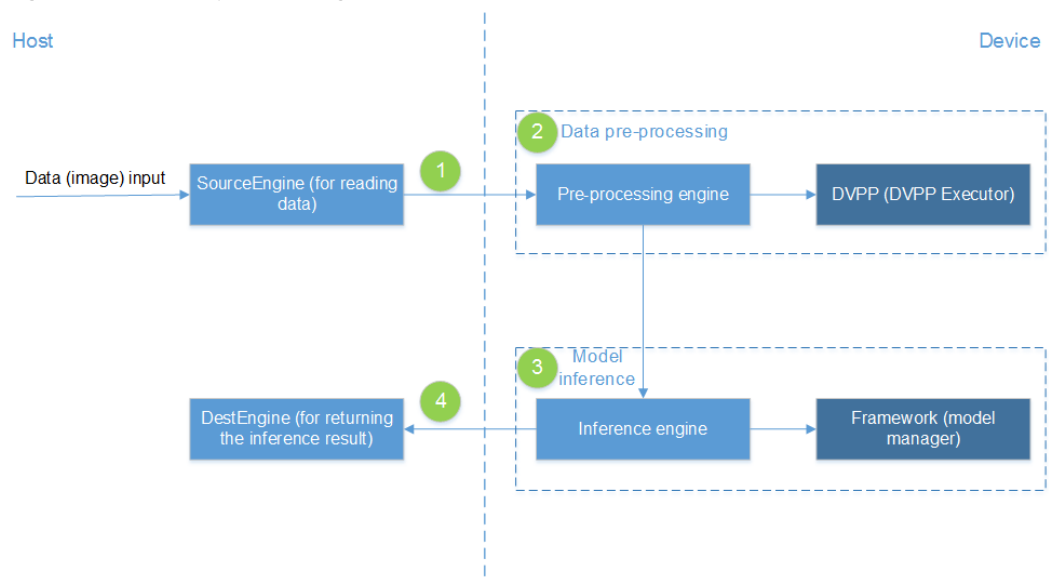 Host
Device
2
Data pre-processing
1
Data (image) input
SourceEngine (for reading
data)
Pre-processing engine
DVPP (DVPP Executor)
3
Model
inference
4
DestEngine (for returning
the inference result)
Inference engine
Framework (model
manager)